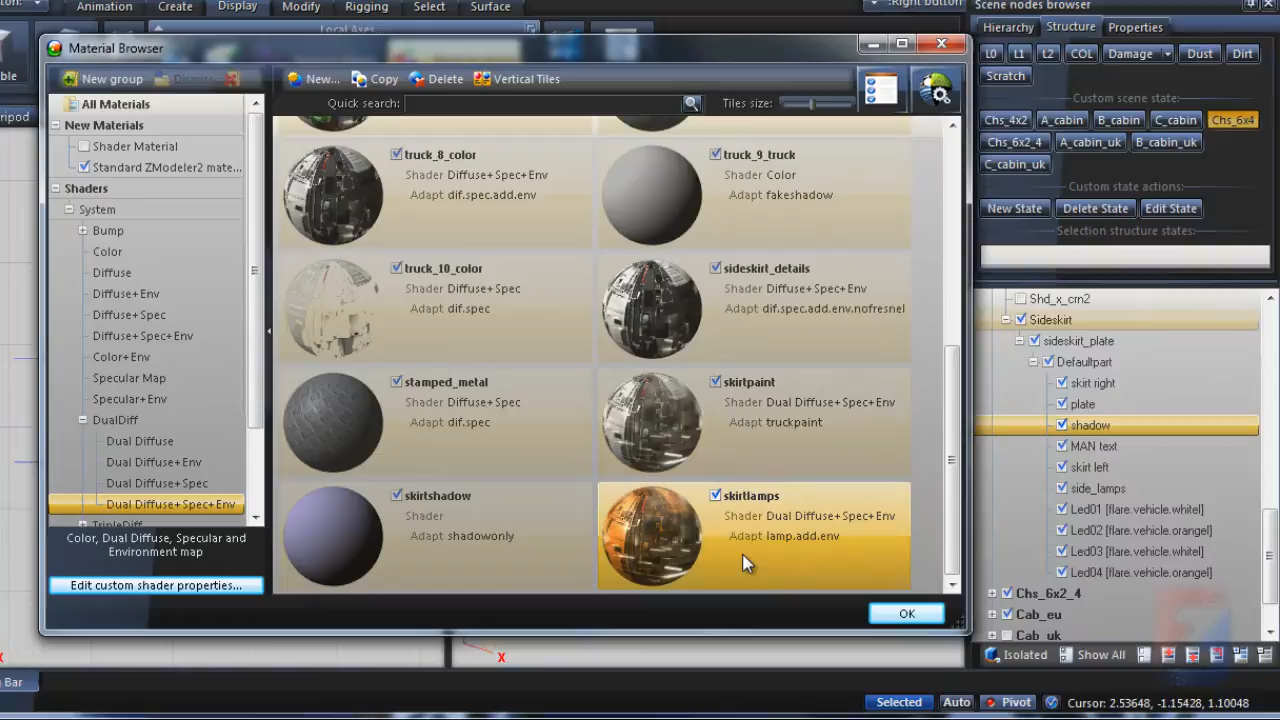 Animation Create Display Modify Rigging Select Surface
:Right button
Scene nodes browser
Local Axes
Hierarchy Structure Properties
Material Browser
L0 L1 L2 COL Damage Dust Dirt
Scratch
New group Dismiss
New... Copy Delete Vertical Tiles
Quick search:
Tiles size:
Custom scene state:
Chs_4x2 A_cabin B_cabin C_cabin Chs_6x4
Chs_6x2_4 A_cabin_uk B_cabin_uk
C_cabin_uk
Custom state actions:
New State Delete State Edit State
Selection structure states:
All Materials
New Materials
Shader Material
Standard ZModeler2 mate...
Shaders
System
Bump
Color
Diffuse
Diffuse+Env
Diffuse+Spec
Diffuse+Spec+Env
Color+Env
Specular Map
Specular+Env
DualDiff
Dual Diffuse
Dual Diffuse+Env
Dual Diffuse+Spec
Dual Diffuse+Spec+Env
TripleDiff
Color, Dual Diffuse, Specular and
Environment map
Edit custom shader properties...
truck_8_color
Shader Diffuse+Spec+Env
Adapt dif.spec.add.env
truck_9_truck
Shader Color
Adapt fakeshadow
truck_10_color
Shader Diffuse+Spec
Adapt dif.spec
sideskirt_details
Shader Diffuse+Spec+Env
Adapt dif.spec.add.env.nofresnel
stamped_metal
Shader Diffuse+Spec
Adapt dif.spec
skirtpaint
Shader Dual Diffuse+Spec+Env
Adapt truckpaint
skirtshadow
Shader
Adapt shadowonly
skirtlamps
Shader Dual Diffuse+Spec+Env
Adapt lamp.add.env
OK
Shd_x_crn2
Sideskirt
sideskirt_plate
Defaultpart
skirt right
plate
shadow
MAN text
skirt left
side_lamps
Led01 [flare.vehicle.whitel]
Led02 [flare.vehicle.orangel]
Led03 [flare.vehicle.whitel]
Led04 [flare.vehicle.orangel]
Chs_6x2_4
Cab_eu
Cab_uk
Isolated Show All
X
X
Bar
Selected Auto Pivot Cursor: 2.53648, -1.15428, 1.10048